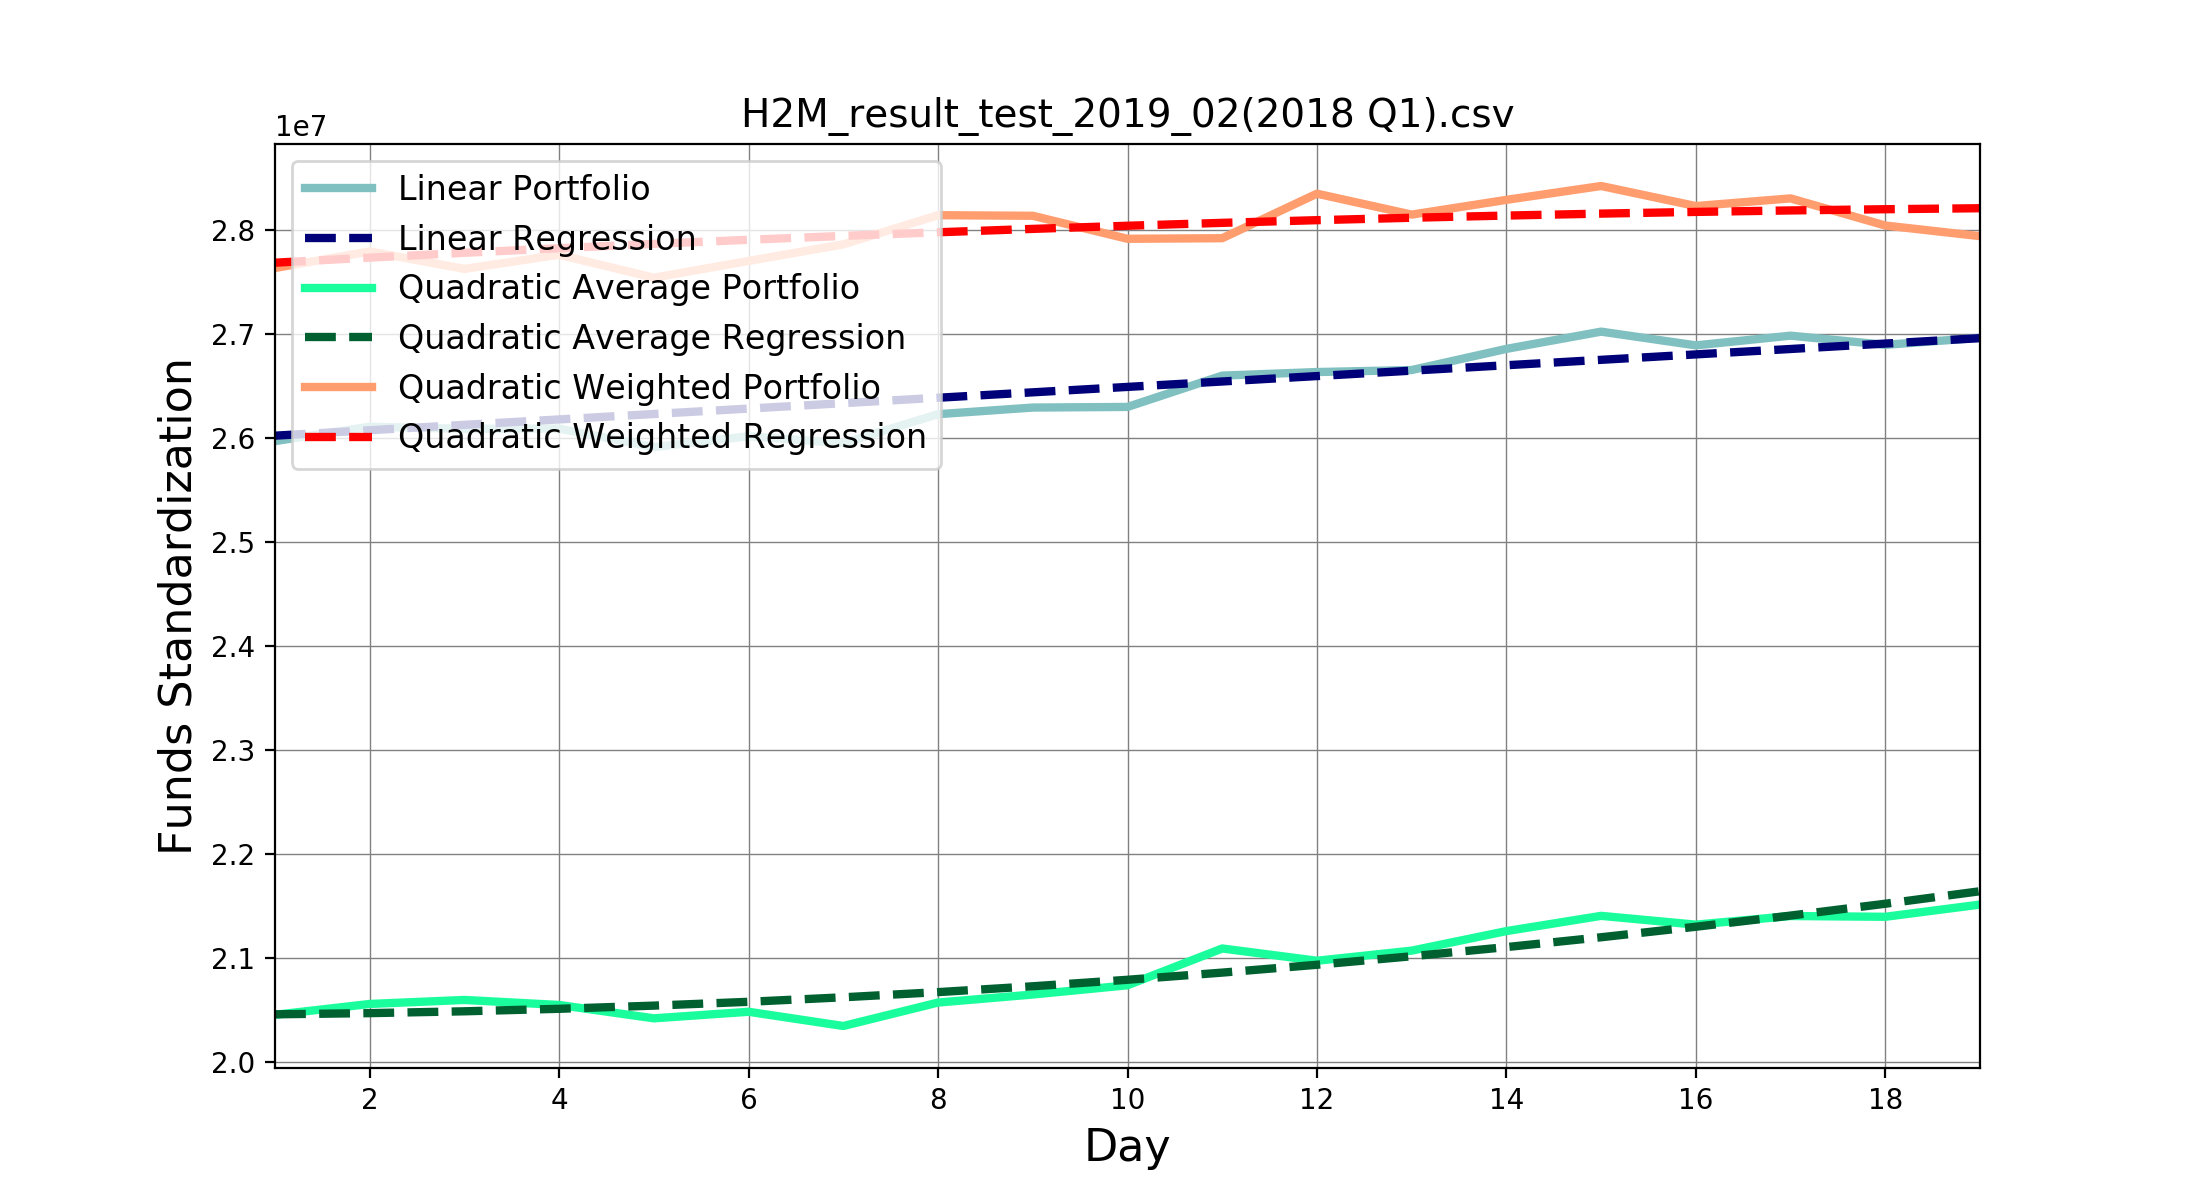 H2M_result_test_2019_02(2018 Q1).csv
1e7
Linear Portfolio
Linear Regression
Quadratic Average Portfolio
Quadratic Average Regression
Quadratic Weighted Portfolio
Quadratic Weighted Regression
2.8
2.7
2.6
2.5
2.4
2.3
2.2
2.1
2.0
Funds Standardization
2 4 6 8 10 12 14 16 18
Day